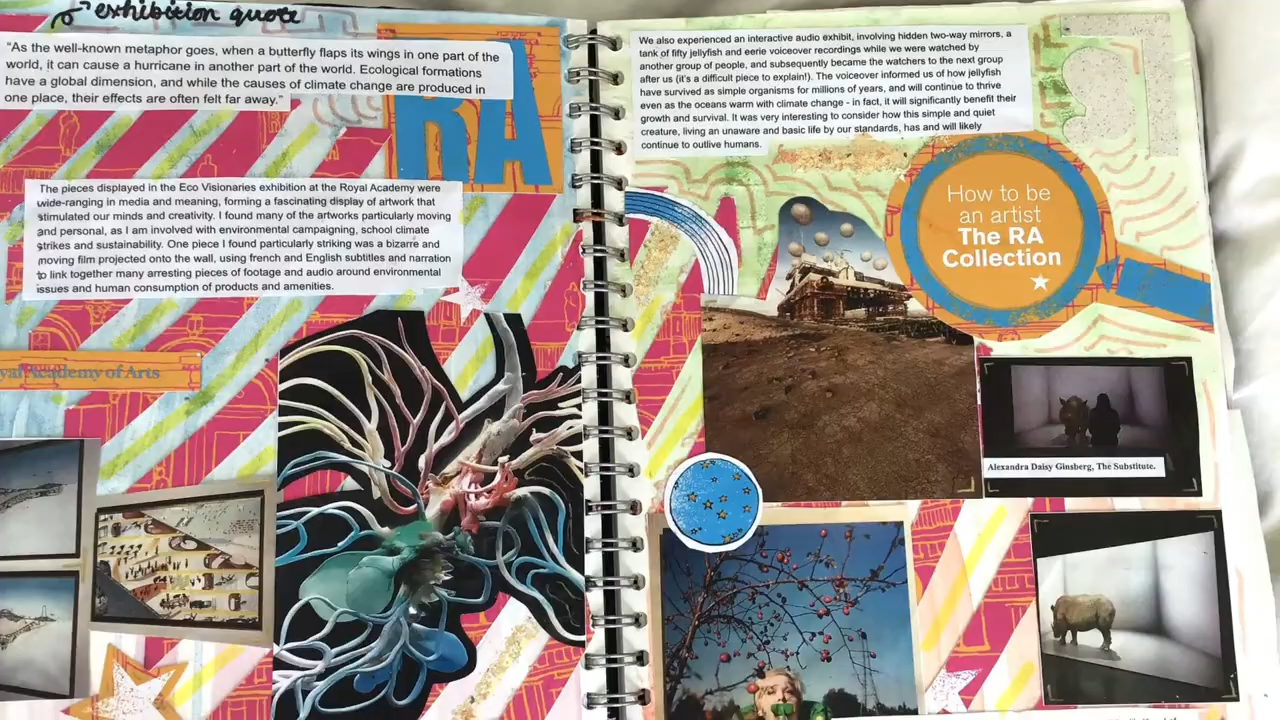 exhibition quote
"As the well-known metaphor goes, when a butterfly flaps its wings in one part of the
world, it can cause a hurricane in another part of the world. Ecological formations
have a global dimension, and while the causes of climate change are produced in
one place, their effects are often felt far away."
RA
The pieces displayed in the Eco Visionaries exhibition at the Royal Academy were
wide-ranging in media and meaning, forming a fascinating display of artwork that
stimulated our minds and creativity. I found many of the artworks particularly moving
and personal, as I am involved with environmental campaigning, school climate
strikes and sustainability. One piece I found particularly striking was a bizarre and
moving film projected onto the wall, using french and English subtitles and narration
to link together many arresting pieces of footage and audio around environmental
issues and human consumption of products and amenities.
yal Academy of Arts
We also experienced an interactive audio exhibit, involving hidden two-way mirrors, a
tank of fifty jellyfish and eerie voiceover recordings while we were watched by
another group of people, and subsequently became the watchers to the next group
after us (it's a difficult piece to explain!). The voiceover informed us of how jellyfish
have survived as simple organisms for millions of years, and will continue to thrive
even as the oceans warm with climate change - in fact, it will significantly benefit their
growth and survival. It was very interesting to consider how this simple and quiet
creature, living an unaware and basic life by our standards, has and will likely
continue to outlive humans.
How to be
an artist
The RA
Collection
Alexandra Daisy Ginsberg, The Substitute.